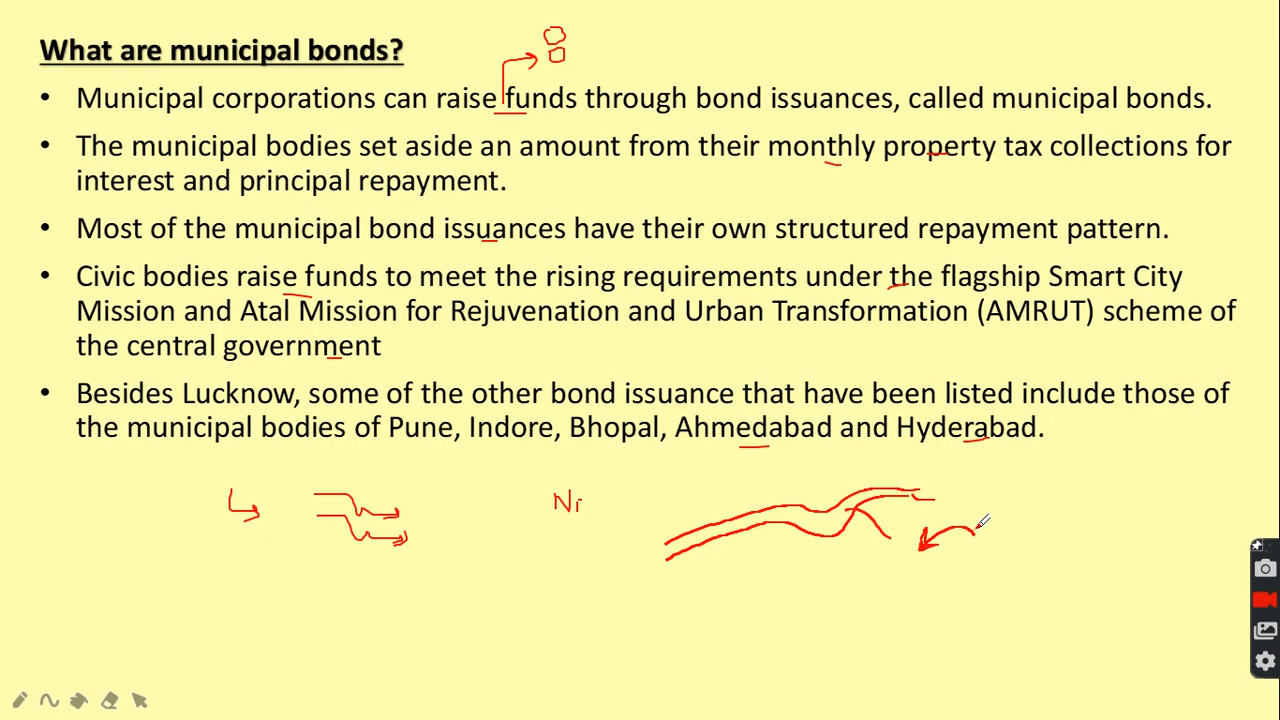 What are municipal bonds?
• Municipal corporations can raise funds through bond issuances, called municipal bonds.
• The municipal bodies set aside an amount from their monthly property tax collections for
interest and principal repayment.
• Most of the municipal bond issuances have their own structured repayment pattern.
• Civic bodies raise funds to meet the rising requirements under the flagship Smart City
Mission and Atal Mission for Rejuvenation and Urban Transformation (AMRUT) scheme of
the central government
• Besides Lucknow, some of the other bond issuance that have been listed include those of
the municipal bodies of Pune, Indore, Bhopal, Ahmedabad and Hyderabad.